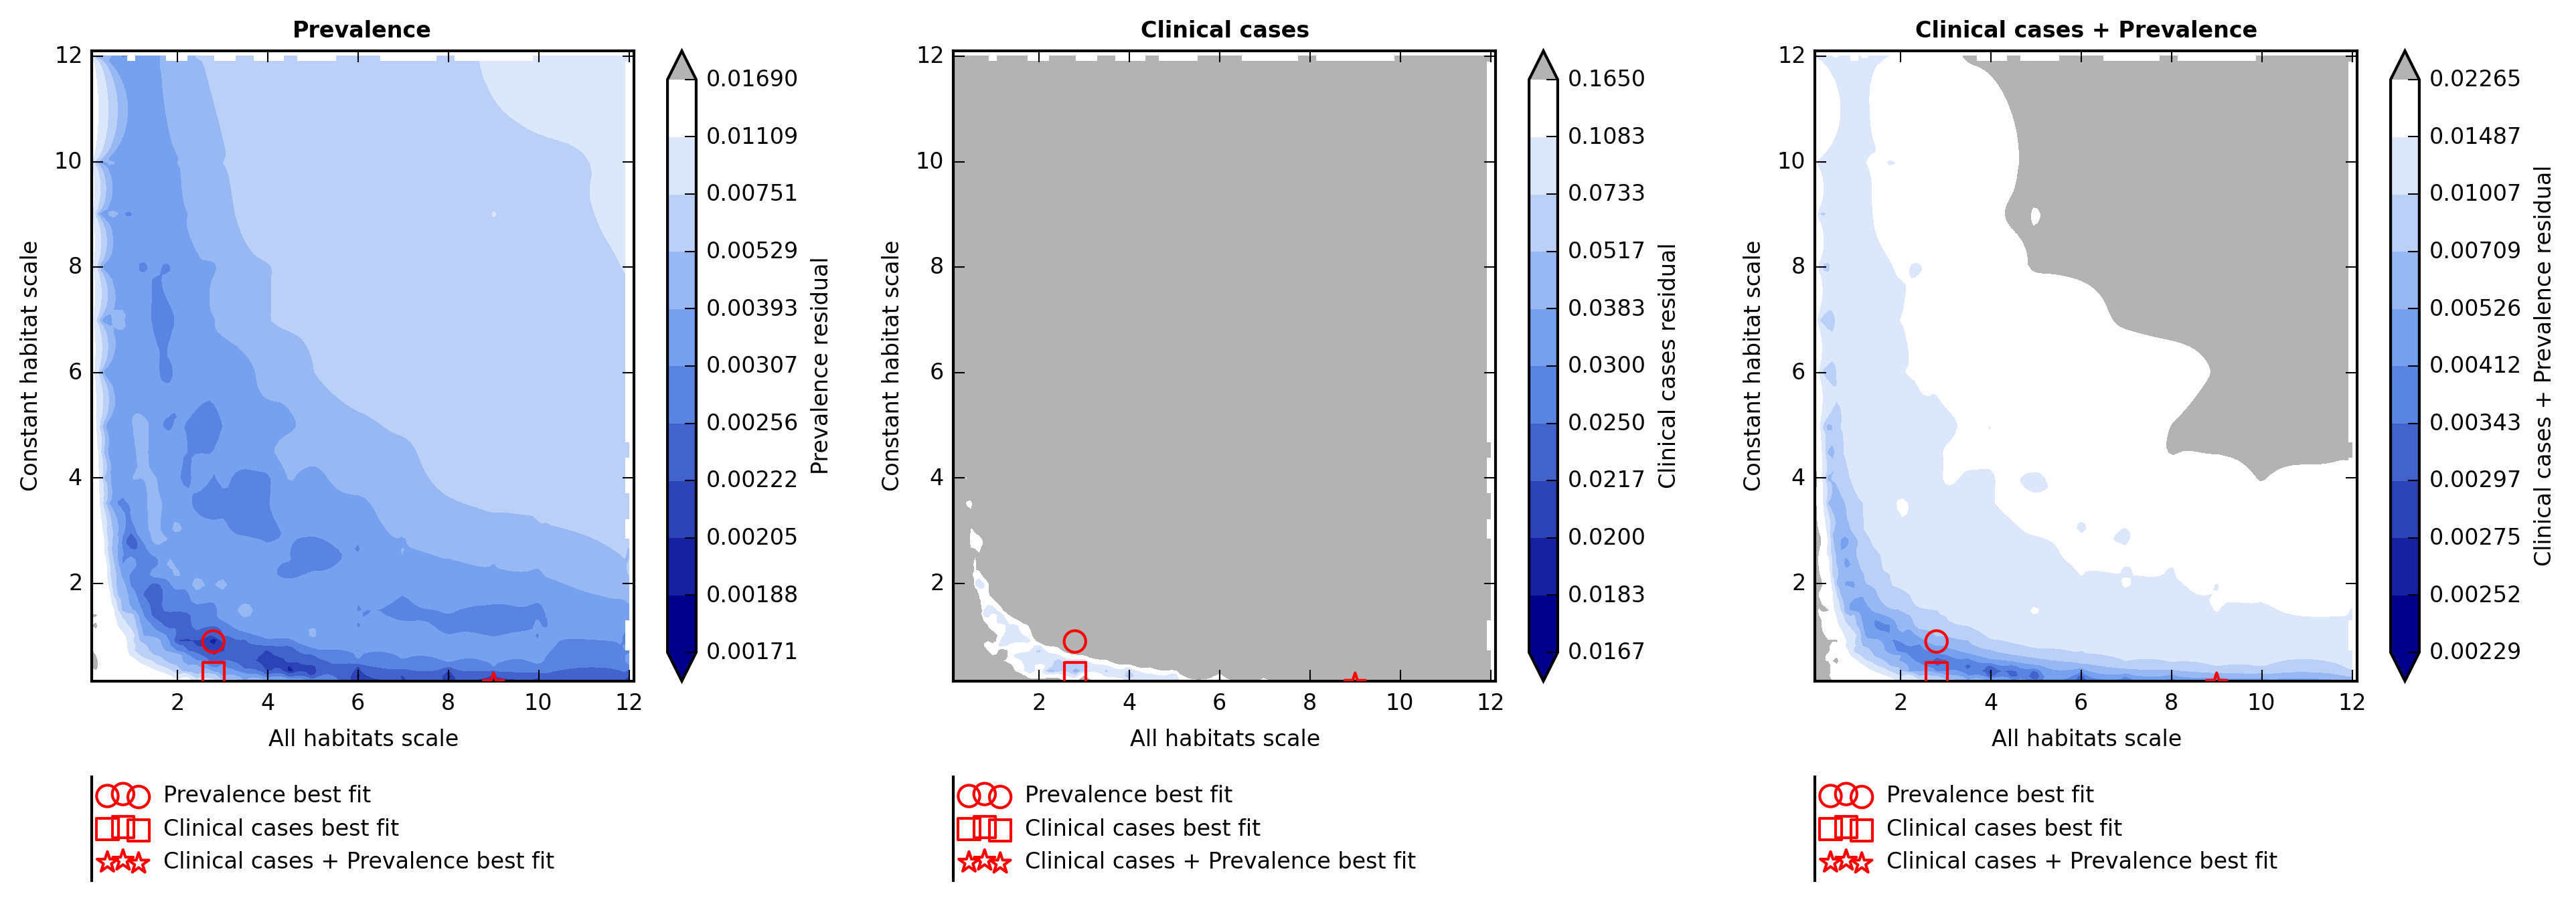 Prevalence
Clinical cases
Clinical cases + Prevalence
12
10
8
6
4
2
Constant habitat scale
2 4 6 8 10 12
All habitats scale
0.01690
0.01109
0.00751
0.00529
0.00393
0.00307
0.00256
0.00222
0.00205
0.00188
0.00171
Prevalence residual
12
10
8
6
4
2
Constant habitat scale
2 4 6 8 10 12
All habitats scale
0.1650
0.1083
0.0733
0.0517
0.0383
0.0300
0.0250
0.0217
0.0200
0.0183
0.0167
Clinical cases residual
12
10
8
6
4
2
Constant habitat scale
2 4 6 8 10 12
All habitats scale
0.02265
0.01487
0.01007
0.00709
0.00526
0.00412
0.00343
0.00297
0.00275
0.00252
0.00229
Clinical cases + Prevalence residual
Prevalence best fit
Clinical cases best fit
Clinical cases + Prevalence best fit
Prevalence best fit
Clinical cases best fit
Clinical cases + Prevalence best fit
Prevalence best fit
Clinical cases best fit
Clinical cases + Prevalence best fit